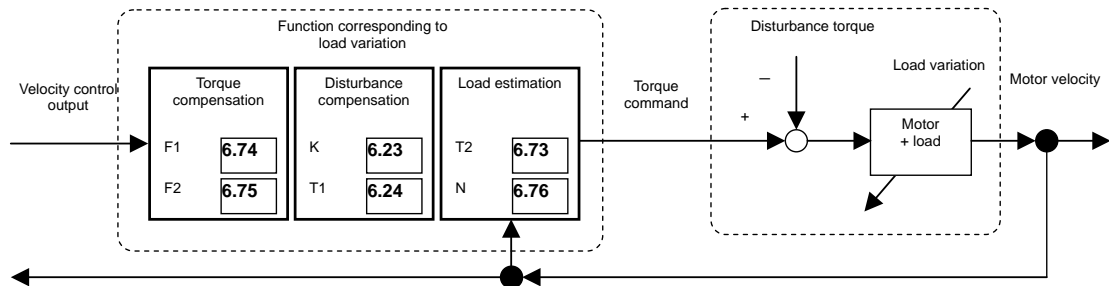 Function corresponding to
load variation
Disturbance torque
Velocity control
output
Torque
compensation
F1 6.74
F2 6.75
Disturbance
compensation
K 6.23
T1 6.24
Load estimation
T2 6.73
N 6.76
Torque
command
+
−
Load variation
Motor
+ load
Motor velocity